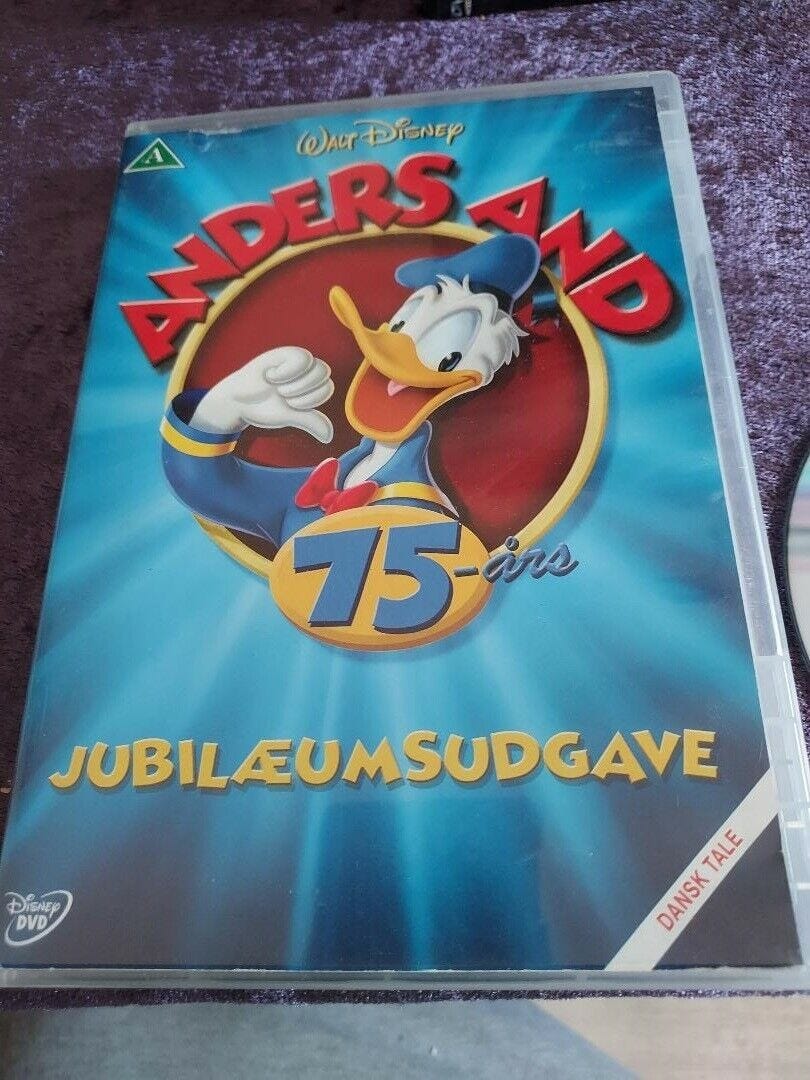 A
WALT DISNEY
ANDERS AND
75-års
JUBILÆUMSUDGAVE
DANSK TALE
DISNEY
DVD